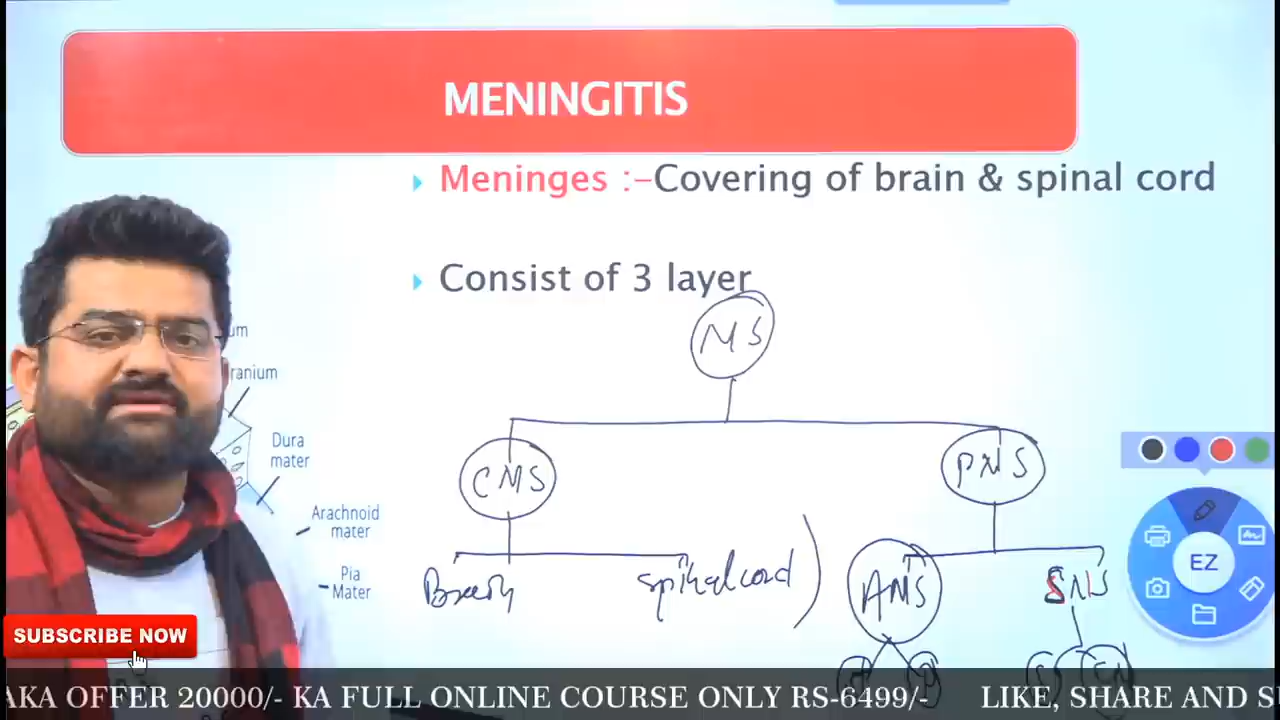 MENINGITIS
Meninges :-Covering of brain & spinal cord
Consist of 3 layer
NS
um
ranium
Dura
mater
Arachnoid
mater
Pia
Mater
CNS
PNS
spinal cord
ANS
SNS
EZ
SUBSCRIBE NOW
AKA OFFER 20000/- KA FULL ONLINE COURSE ONLY RS-6499/- LIKE, SHARE AND S